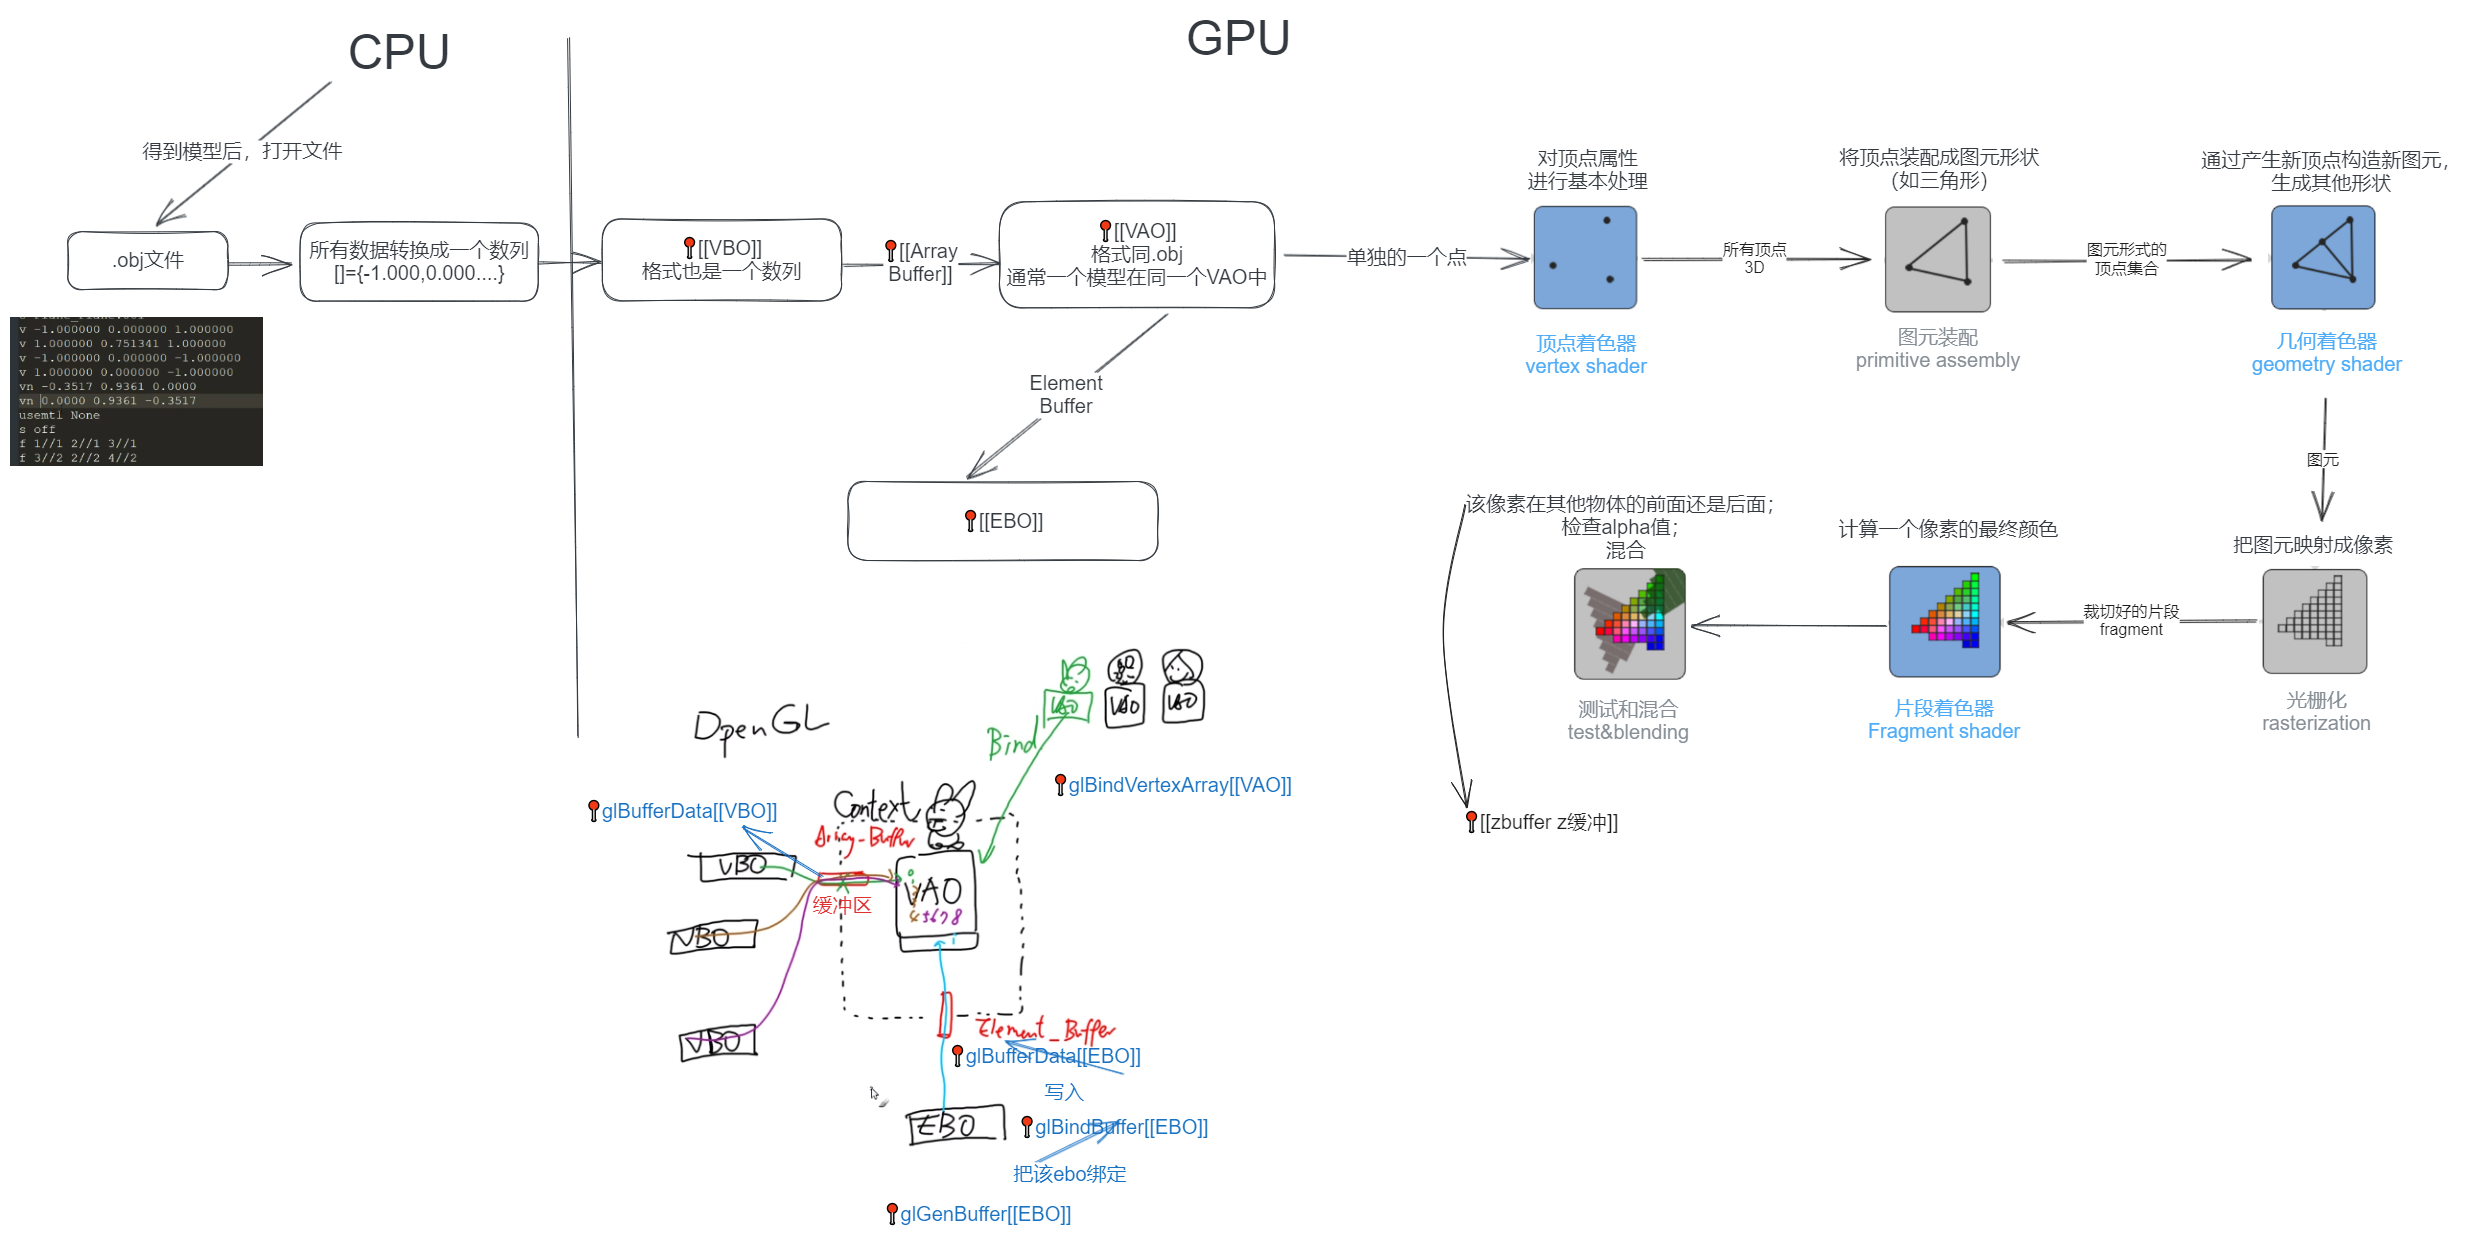 CPU
GPU
得到模型后，打开文件
.obj文件
所有数据转换成一个数列
[]={-1.000,0.000....}
v -1.000000 0.000000 1.000000
v 1.000000 0.751341 1.000000
v -1.000000 0.000000 -1.000000
v 1.000000 0.000000 -1.000000
vn -0.3517 0.9361 0.0000
vn 0.0000 0.9361 -0.3517
usemtl None
s off
f 1//1 2//1 3//1
f 3//2 2//2 4//2
[[VBO]]
格式也是一个数列
[[Array
Buffer]]
[[VAO]]
格式同.obj
通常一个模型在同一个VAO中
Element
Buffer
[[EBO]]
单独的一个点
对顶点属性
进行基本处理
顶点着色器
vertex shader
所有顶点
3D
将顶点装配成图元形状
（如三角形）
图元装配
primitive assembly
图元形式的
顶点集合
通过产生新顶点构造新图元，
生成其他形状
几何着色器
geometry shader
图元
把图元映射成像素
光栅化
rasterization
裁切好的片段
fragment
计算一个像素的最终颜色
片段着色器
Fragment shader
该像素在其他物体的前面还是后面；
检查alpha值；
混合
测试和混合
test&blending
[[zbuffer z缓冲]]
OpenGL
VAO
VAO
VAO
Bind
glBindVertexArray[[VAO]]
glBufferData[[VBO]]
Context
Array-Buffer
VBO
缓冲区
VAO
45678
NBO
VBO
Element_Buffer
glBufferData[[EBO]]
写入
EBO
glBindBuffer[[EBO]]
把该ebo绑定
glGenBuffer[[EBO]]